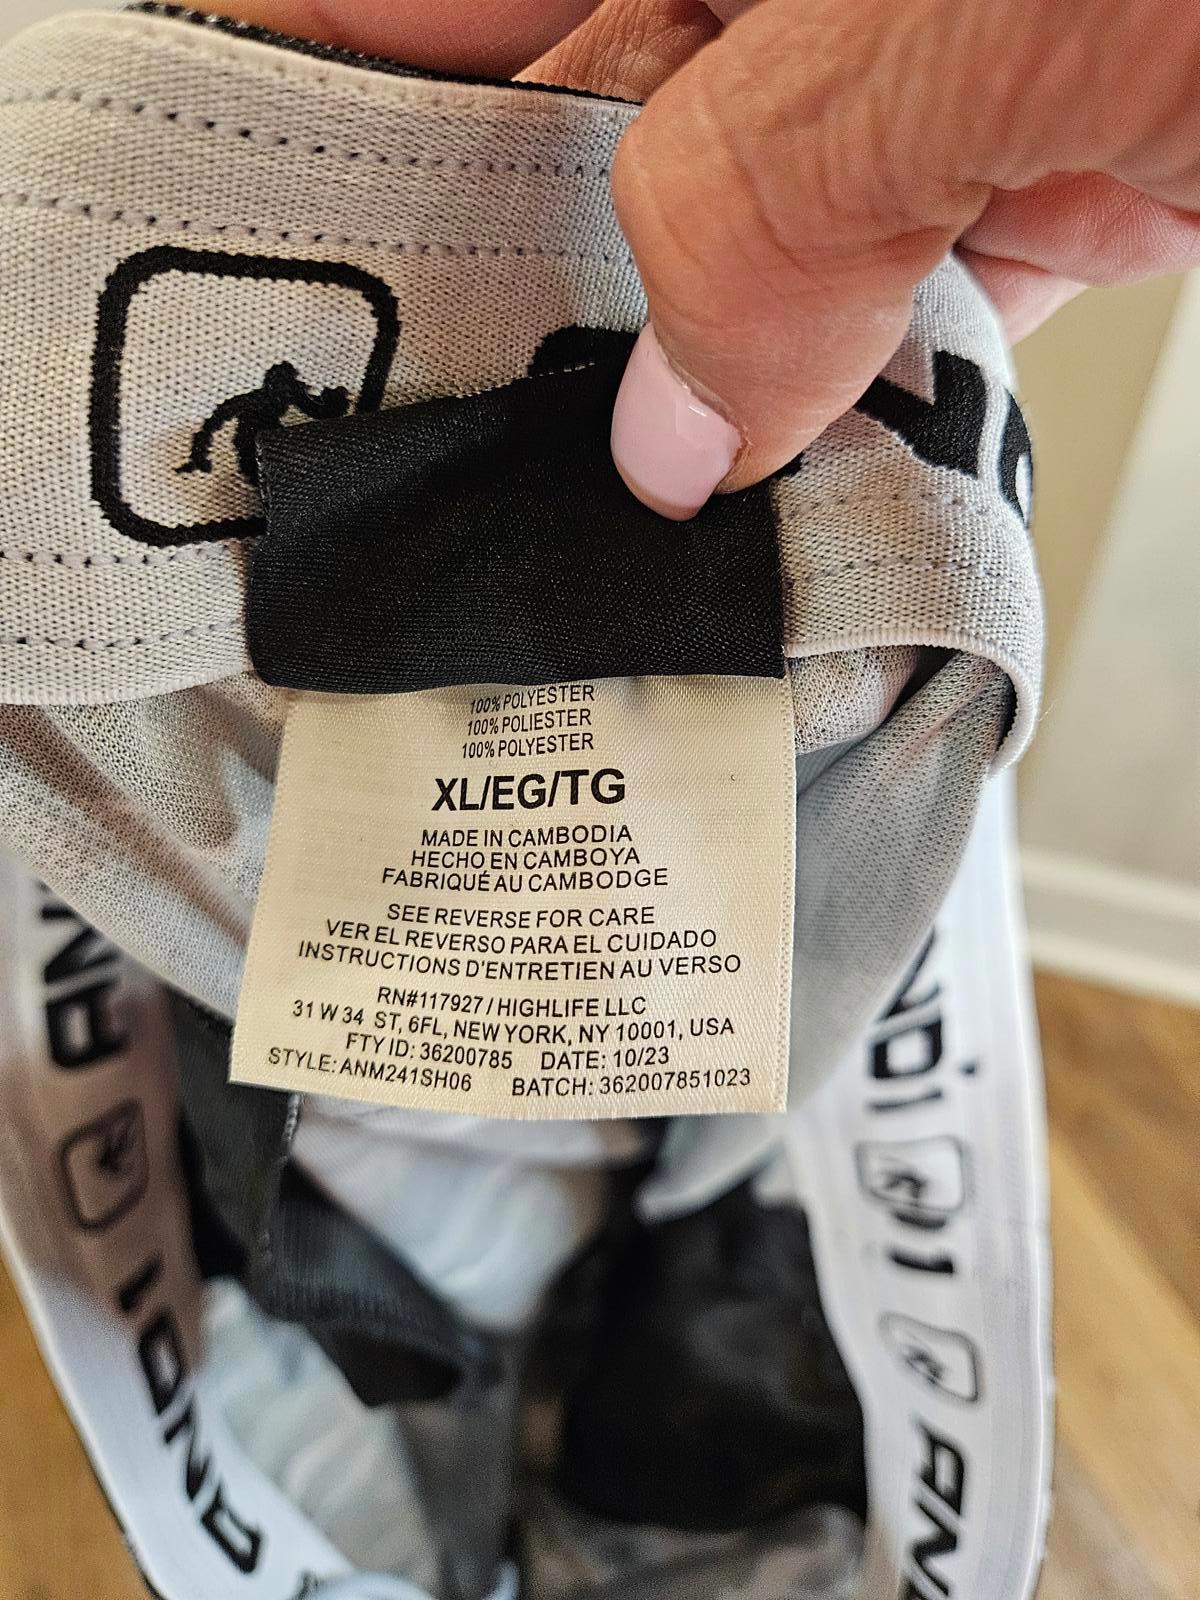 100% POLYESTER
100% POLIESTER
100% POLYESTER
XL/EG/TG
MADE IN CAMBODIA
HECHO EN CAMBOYA
FABRIQUÉ AU CAMBODGE
SEE REVERSE FOR CARE
VER EL REVERSO PARA EL CUIDADO
INSTRUCTIONS D'ENTRETIEN AU VERSO
RN#117927 / HIGHLIFE LLC
31 W 34 ST, 6FL, NEW YORK, NY 10001, USA
FTY ID: 36200785 DATE: 10/23
STYLE: ANM241SH06 BATCH: 362007851023
AND1